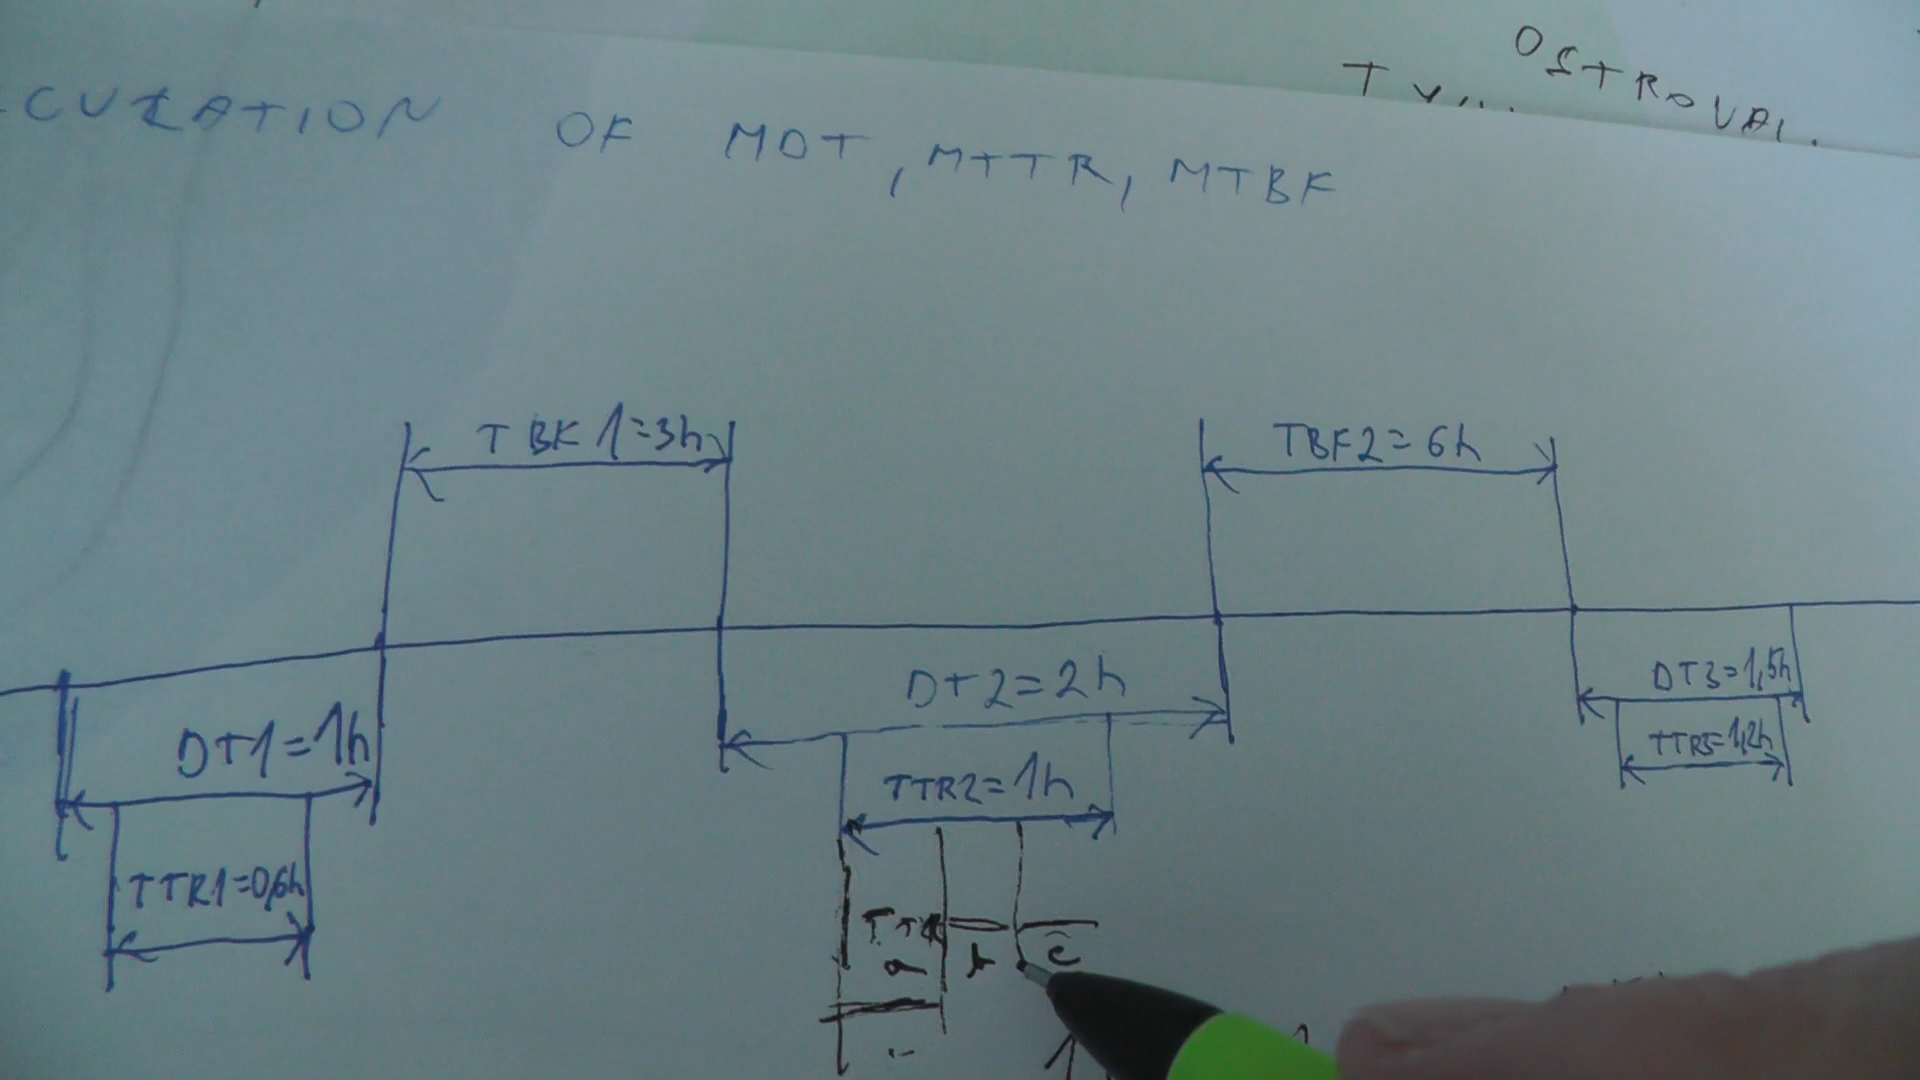 OSTROVAL
CULATION OF MDT, MTTR, MTBF
TBF1=3h TBF2=6h
DT1=1h DT2=2h DT3=1,5h
TTR1=0,6h TTR2=1h TTR3=1,2h
TTR
a b c